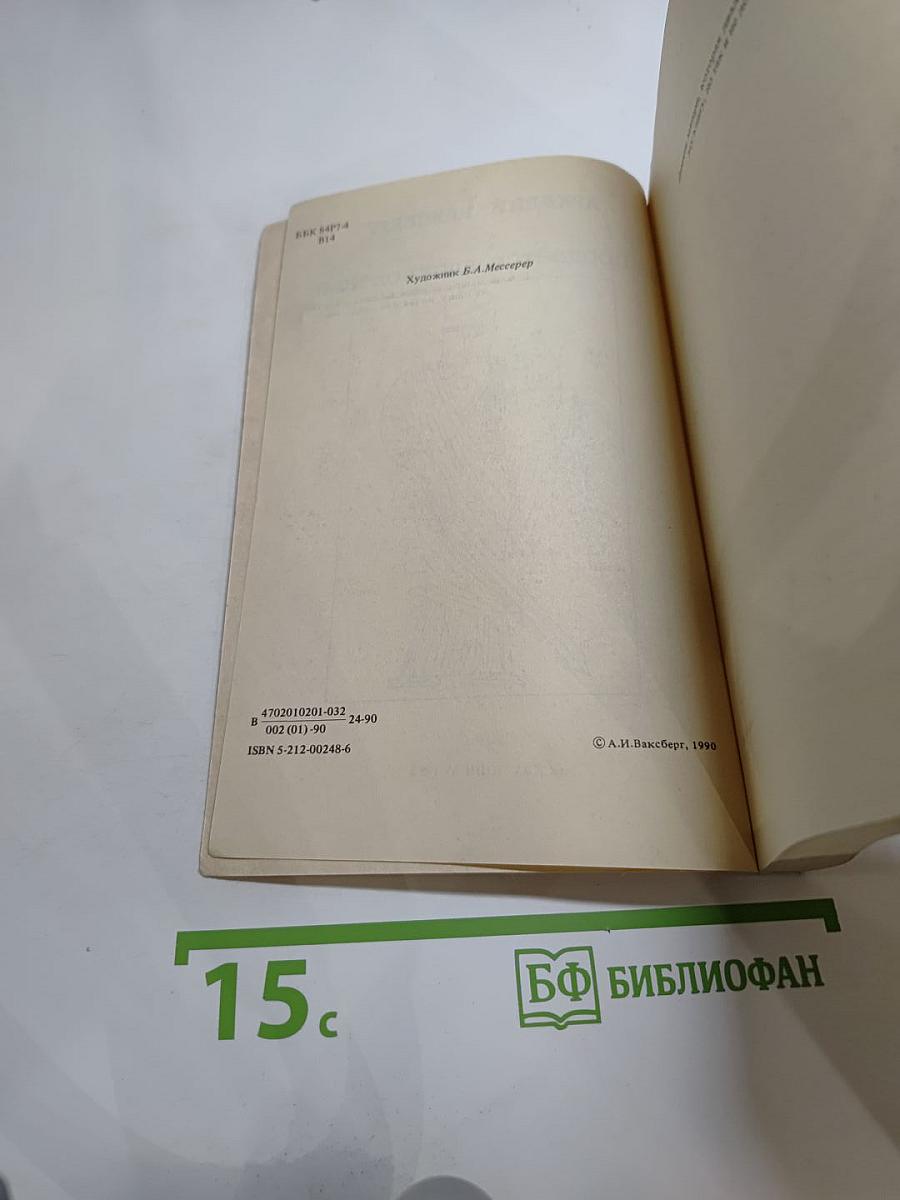 ББК 84Р7-4
В14
Художник Б.А.Мессерер
В 4702010201-032 24-90
002 (01) -90
ISBN 5-212-00248-6
© А.И.Ваксберг, 1990
15 с
БФ БИБЛИОФАН